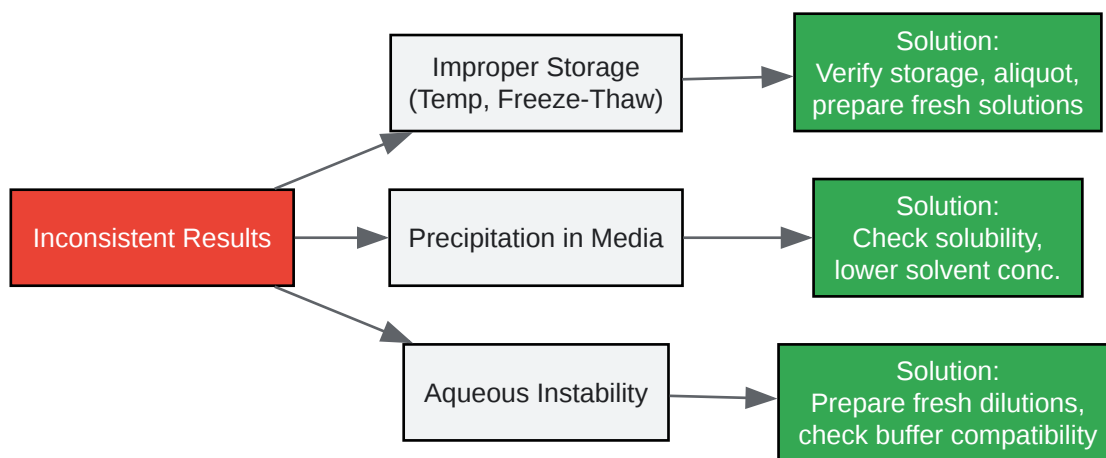 Inconsistent Results
Improper Storage
(Temp, Freeze-Thaw)
Solution:
Verify storage, aliquot,
prepare fresh solutions
Precipitation in Media
Solution:
Check solubility,
lower solvent conc.
Aqueous Instability
Solution:
Prepare fresh dilutions,
check buffer compatibility